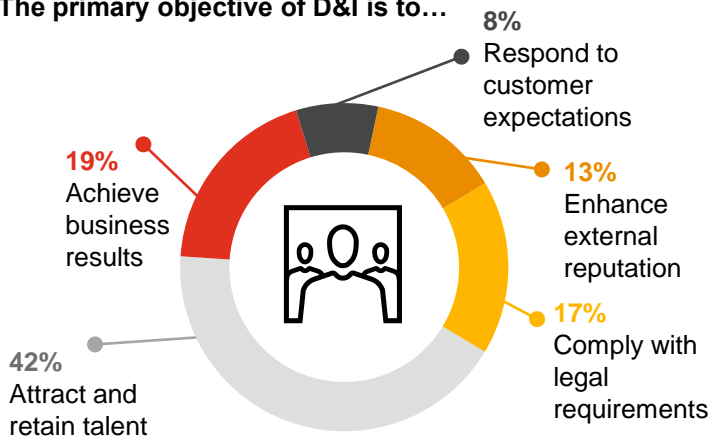 The primary objective of D&I is to…
8%
Respond to
customer
expectations
13%
Enhance
external
reputation
17%
Comply with
legal
requirements
42%
Attract and
retain talent
19%
Achieve
business
results